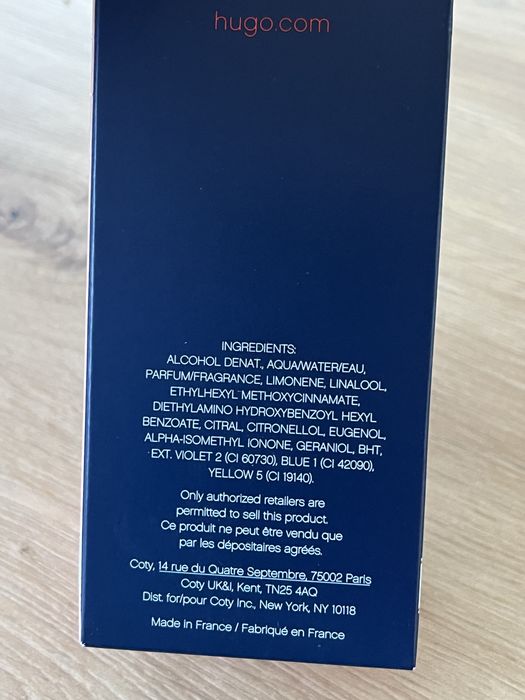 hugo.com
INGREDIENTS:
ALCOHOL DENAT., AQUA/WATER/EAU,
PARFUM/FRAGRANCE, LIMONENE, LINALOOL,
ETHYLHEXYL METHOXYCINNAMATE,
DIETHYLAMINO HYDROXYBENZOYL HEXYL
BENZOATE, CITRAL, CITRONELLOL, EUGENOL,
ALPHA-ISOMETHYL IONONE, GERANIOL, BHT,
EXT. VIOLET 2 (CI 60730), BLUE 1 (CI 42090),
YELLOW 5 (CI 19140).
Only authorized retailers are
permitted to sell this product.
Ce produit ne peut être vendu que
par les dépositaires agréés.
Coty, 14 rue du Quatre Septembre, 75002 Paris
Coty UK&I, Kent, TN25 4AQ
Dist. for/pour Coty Inc., New York, NY 10118
Made in France / Fabriqué en France